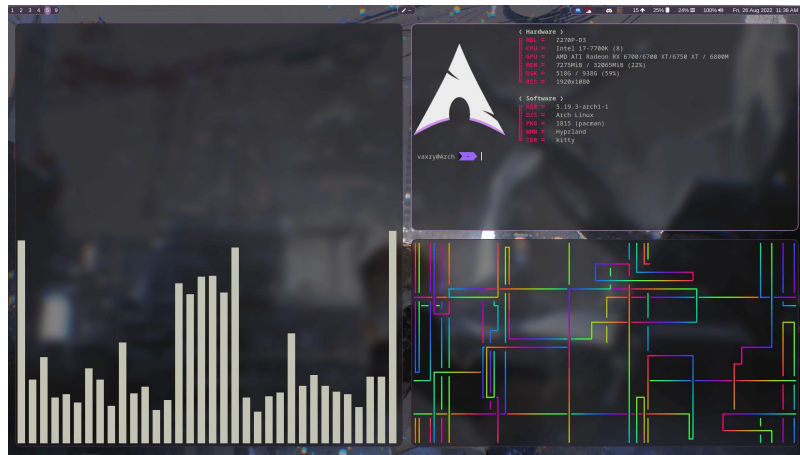 1 2 3 4 5 9
15
25%
24%
100%
Fri, 26 Aug 2022 11:39 AM
❮ Hardware ❯
MDL = Z270P-D3
CPU = Intel i7-7700K (8)
GPU = AMD ATI Radeon RX 6700/6700 XT/6750 XT / 6800M
MEM = 7275MiB / 32065MiB (22%)
DSK = 518G / 938G (59%)
RES = 1920x1080
❮ Software ❯
KER = 5.19.3-arch1-1
DIS = Arch Linux
PKG = 1815 (pacman)
WMN = Hyprland
TER = kitty
vaxry@Arch ~